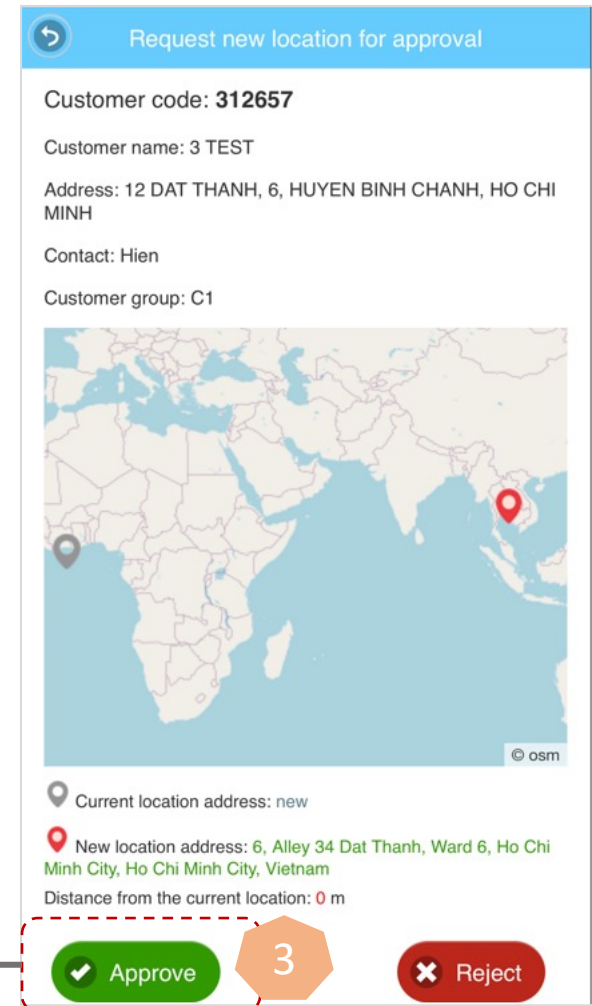 Request new location for approval
Customer code: 312657
Customer name: 3 TEST
Address: 12 DAT THANH, 6, HUYEN BINH CHANH, HO CHI
MINH
Contact: Hien
Customer group: C1
© osm
Current location address: new
New location address: 6, Alley 34 Dat Thanh, Ward 6, Ho Chi
Minh City, Ho Chi Minh City, Vietnam
Distance from the current location: 0 m
Approve
3
Reject